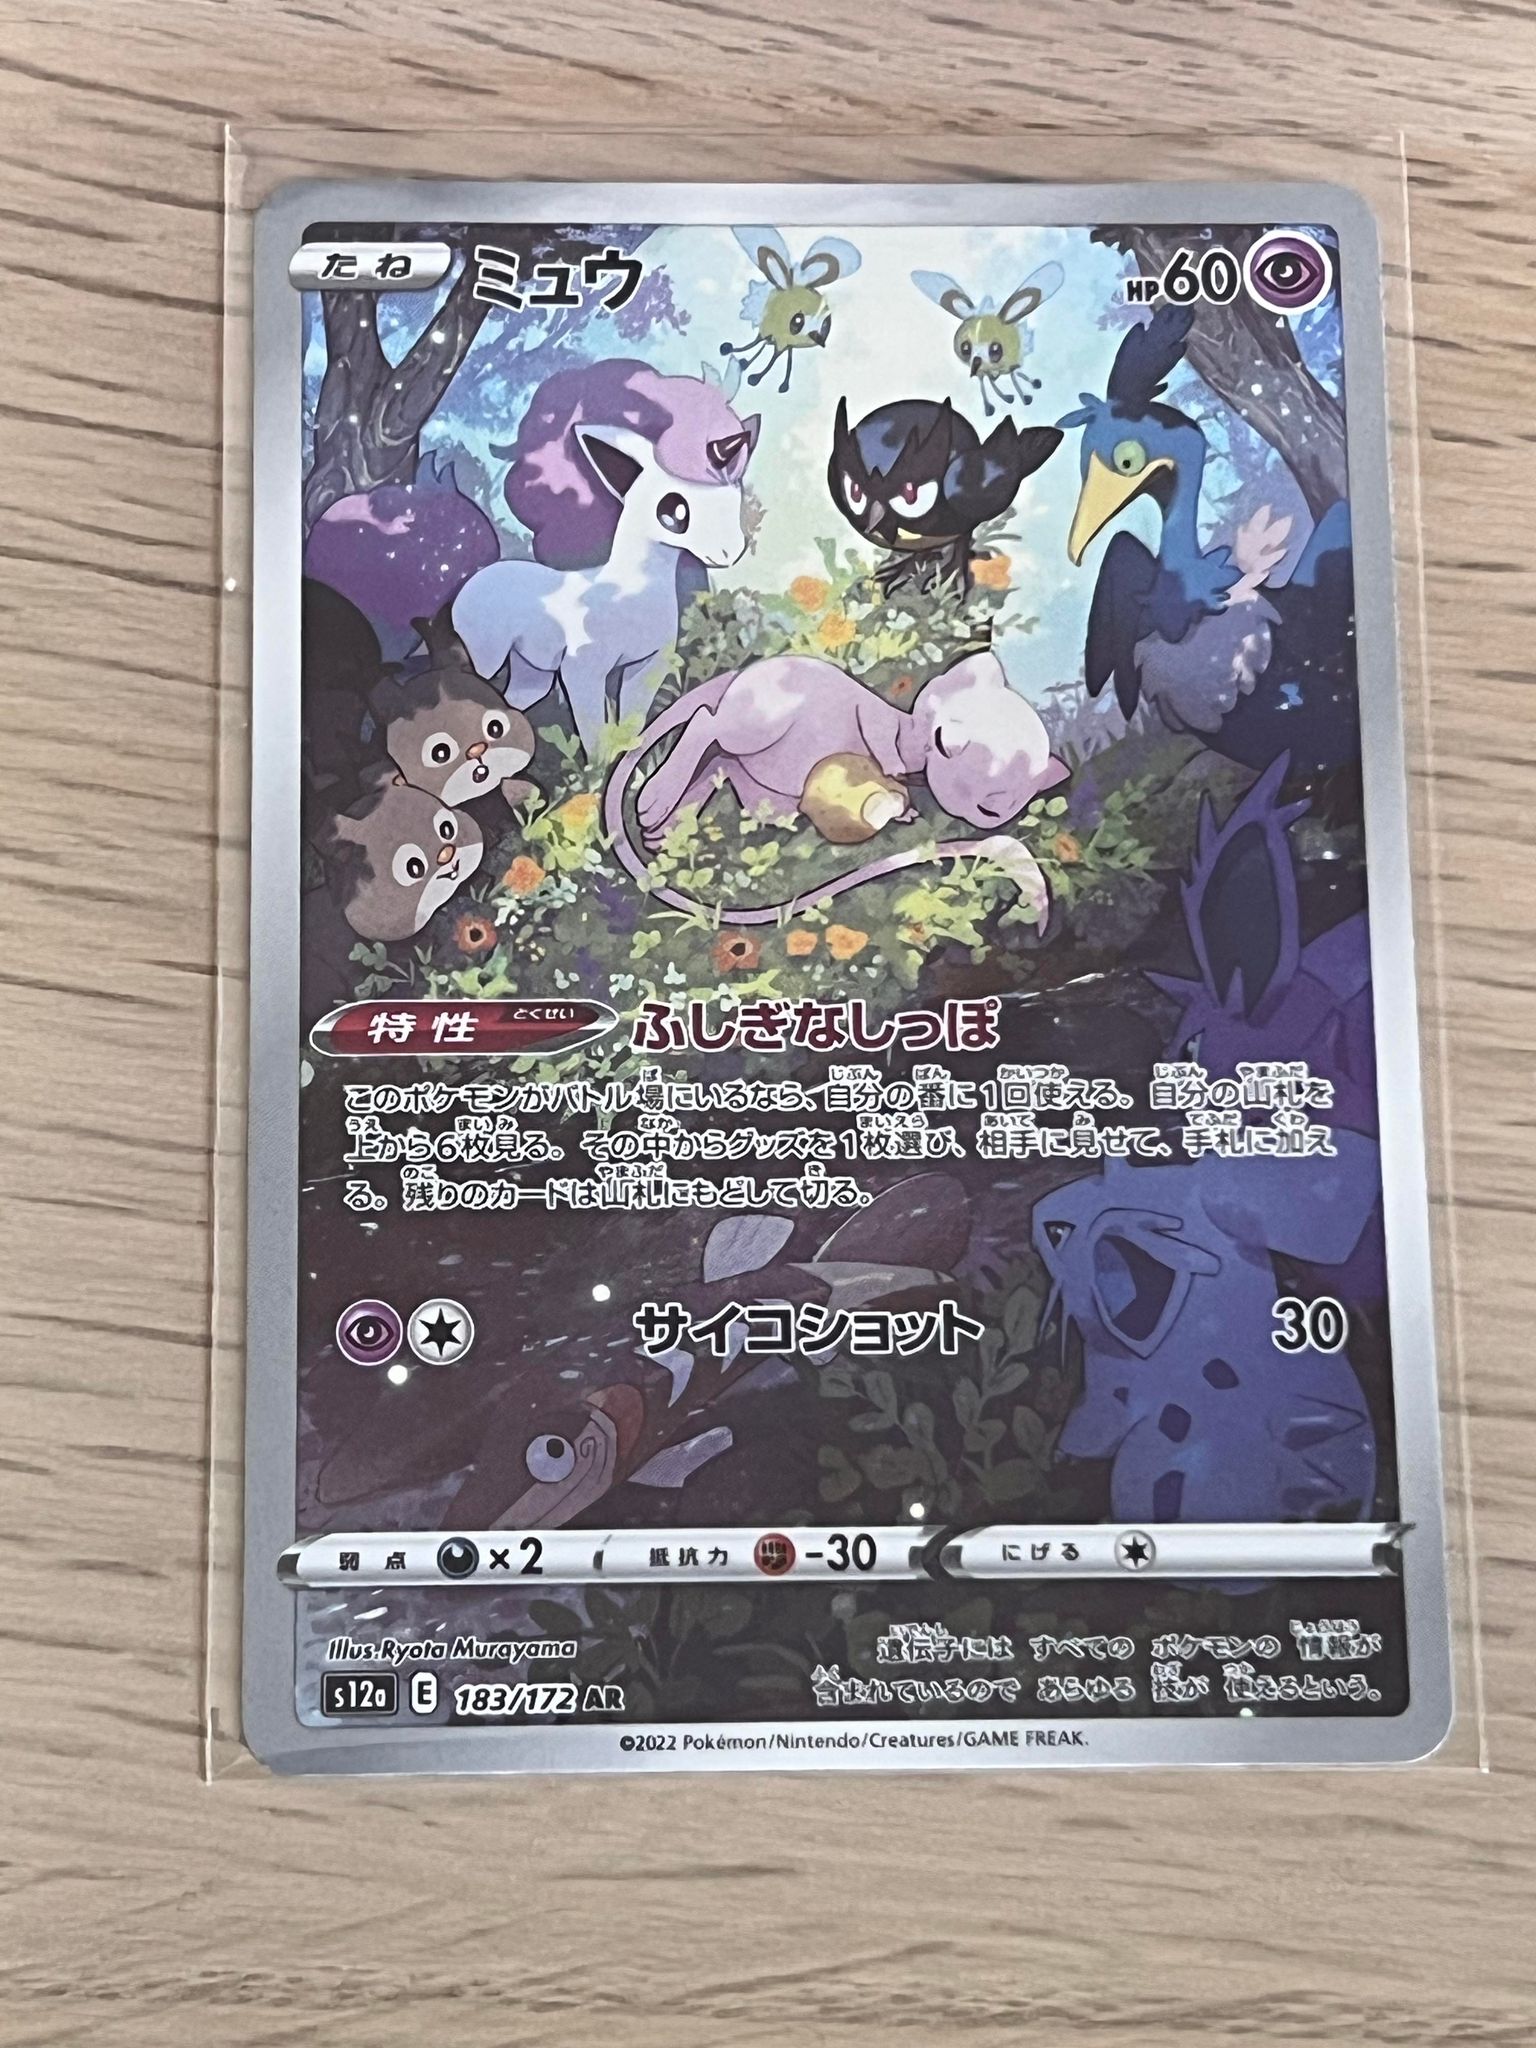 たね ミュウ HP60
特性 とくせい ふしぎなしっぽ
このポケモンがバトル場にいるなら、自分の番に1回使える。自分の山札を
上から6枚見る。その中からグッズを1枚選び、相手に見せて、手札に加え
る。残りのカードは山札にもどして切る。
サイコショット 30
弱点 ×2 抵抗力 -30 にげる
Illus.Ryota Murayama
遺伝子には すべての ポケモンの 情報が
含まれているので あらゆる 技が 使えるという。
s12a E 183/172 AR
©2022 Pokémon/Nintendo/Creatures/GAME FREAK.